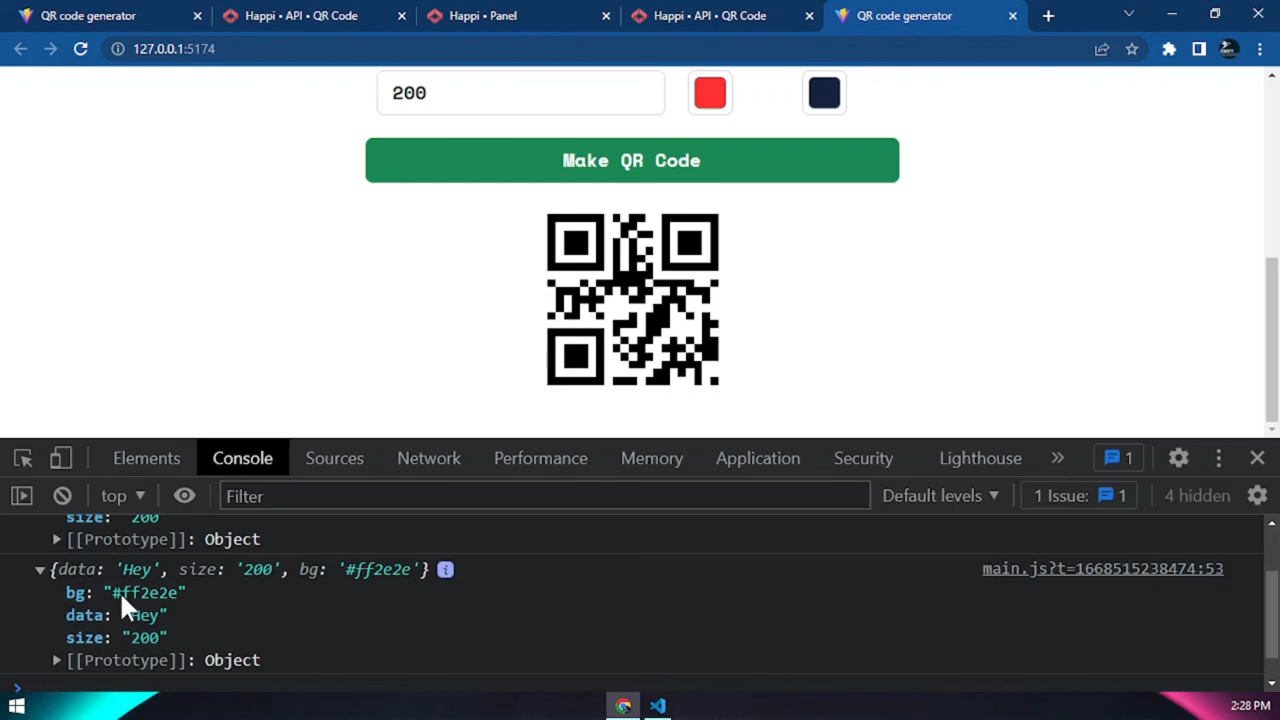 QR code generator
Happi • API • QR Code
Happi • Panel
Happi • API • QR Code
QR code generator
127.0.0.1:5174
200
Make QR Code
Elements Console Sources Network Performance Memory Application Security Lighthouse » 1
top Filter Default levels 1 Issue: 1 4 hidden
size: "200"
[[Prototype]]: Object
{data: 'Hey', size: '200', bg: '#ff2e2e'} i main.js?t=1668515238474:53
bg: "#ff2e2e"
data: "Hey"
size: "200"
[[Prototype]]: Object
2:28 PM